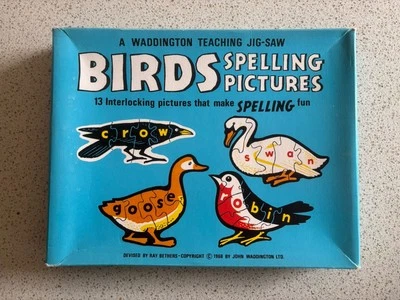 A WADDINGTON TEACHING JIG-SAW
BIRDS SPELLING PICTURES
13 Interlocking pictures that make SPELLING fun
crow
swan
goose
robin
DEVISED BY RAY BETHERS-COPYRIGHT © 1968 BY JOHN WADDINGTON LTD.